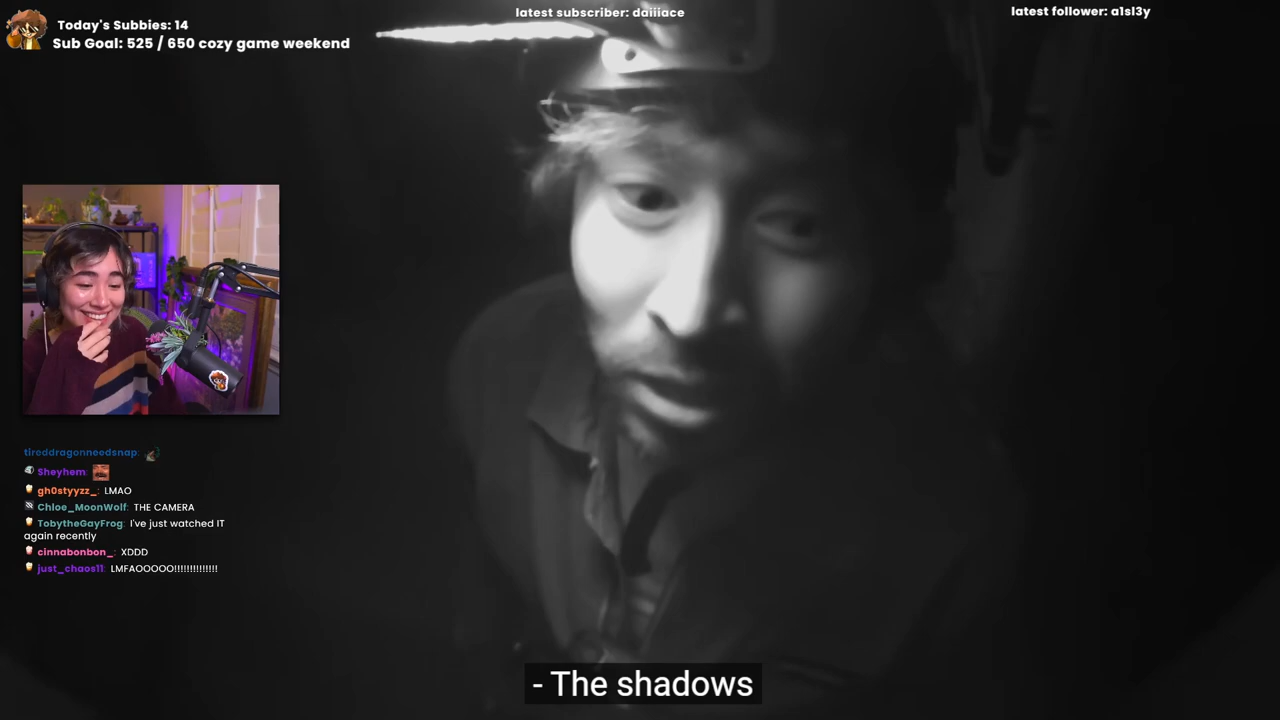 Today's Subbies: 14
Sub Goal: 525 / 650 cozy game weekend
latest subscriber: daiiiace
latest follower: a1sl3y
tireddragonneedsnap:
Sheyhem:
gh0styyzz_: LMAO
Chloe_MoonWolf: THE CAMERA
TobytheGayFrog: I've just watched IT
again recently
cinnabonbon_: XDDD
just_chaos11: LMFAOOOOO!!!!!!!!!!!!!!
- The shadows